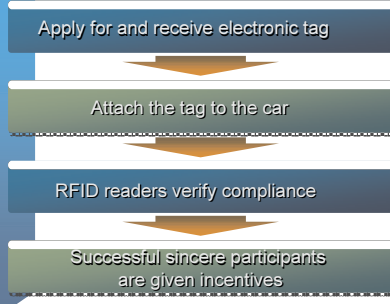 Apply for and receive electronic tag
Attach the tag to the car
RFID readers verify compliance
Successful sincere participants
are given incentives